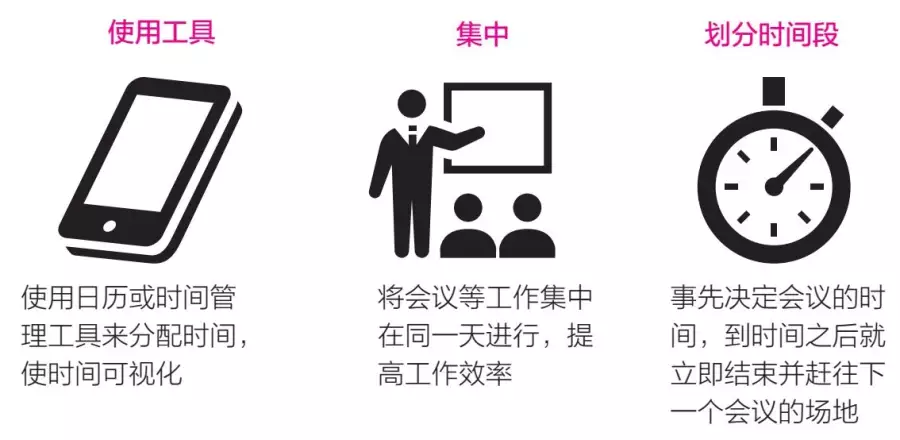 使用工具
使用日历或时间管
理工具来分配时间，
使时间可视化
集中
将会议等工作集中
在同一天进行，提
高工作效率
划分时间段
事先决定会议的时
间，到时间之后就
立即结束并赶往下
一个会议的场地